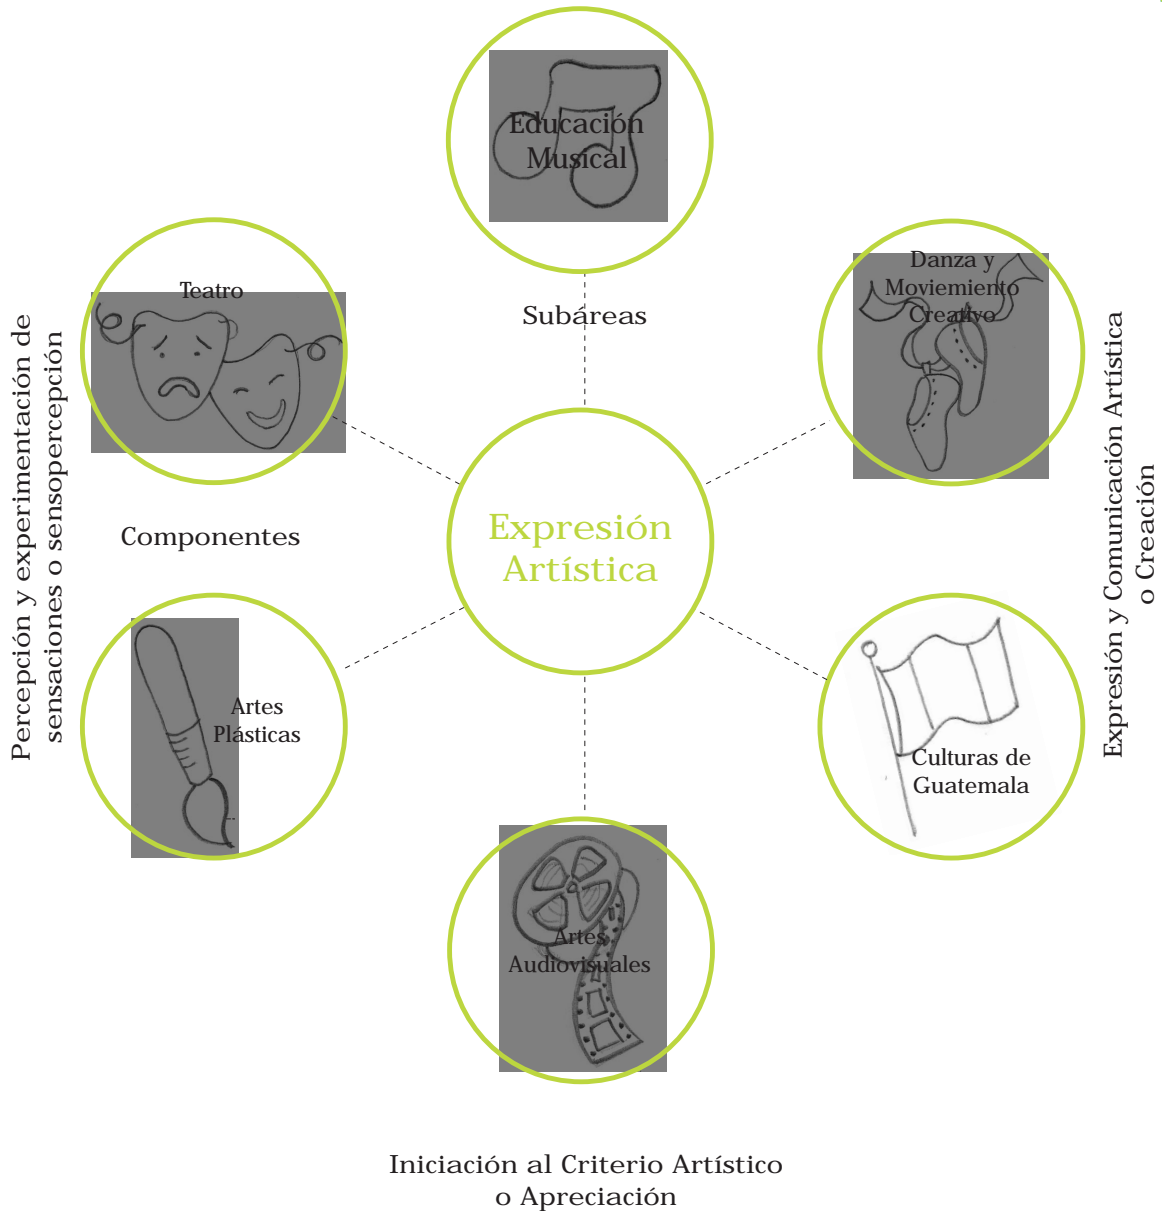 Educación
Musical
Teatro
Danza y
Moviemiento
Creativo
Subáreas
Percepción y experimentación de
sensaciones o sensopercepción
Expresión y Comunicación Artística
o Creación
Componentes
Expresión
Artística
Artes
Plásticas
Culturas de
Guatemala
Artes
Audiovisuales
Iniciación al Criterio Artístico
o Apreciación